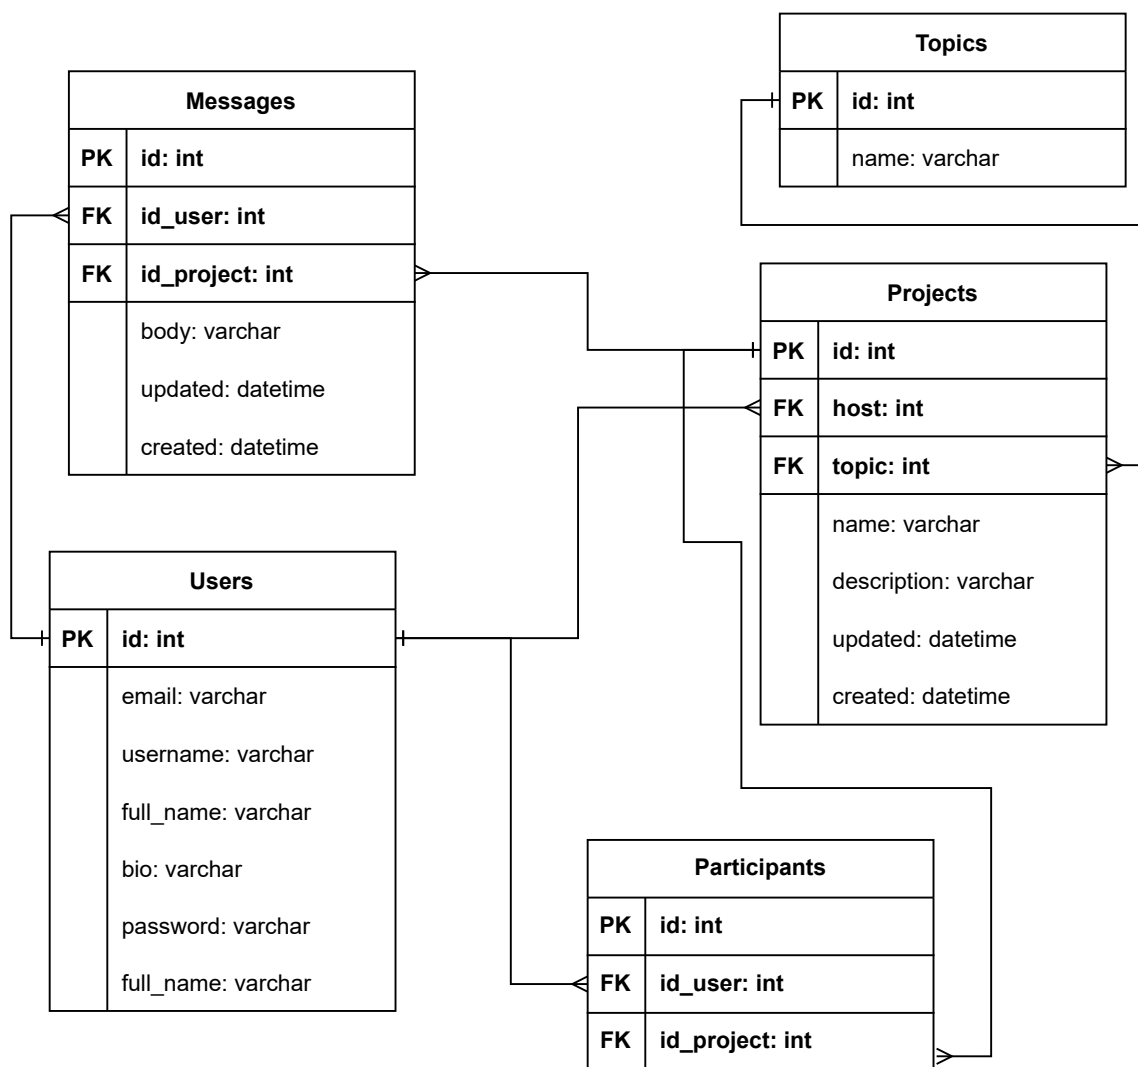 Topics
PK id: int
name: varchar
Messages
PK id: int
FK id_user: int
FK id_project: int
body: varchar
updated: datetime
created: datetime
Projects
PK id: int
FK host: int
FK topic: int
name: varchar
description: varchar
updated: datetime
created: datetime
Users
PK id: int
email: varchar
username: varchar
full_name: varchar
bio: varchar
password: varchar
full_name: varchar
Participants
PK id: int
FK id_user: int
FK id_project: int